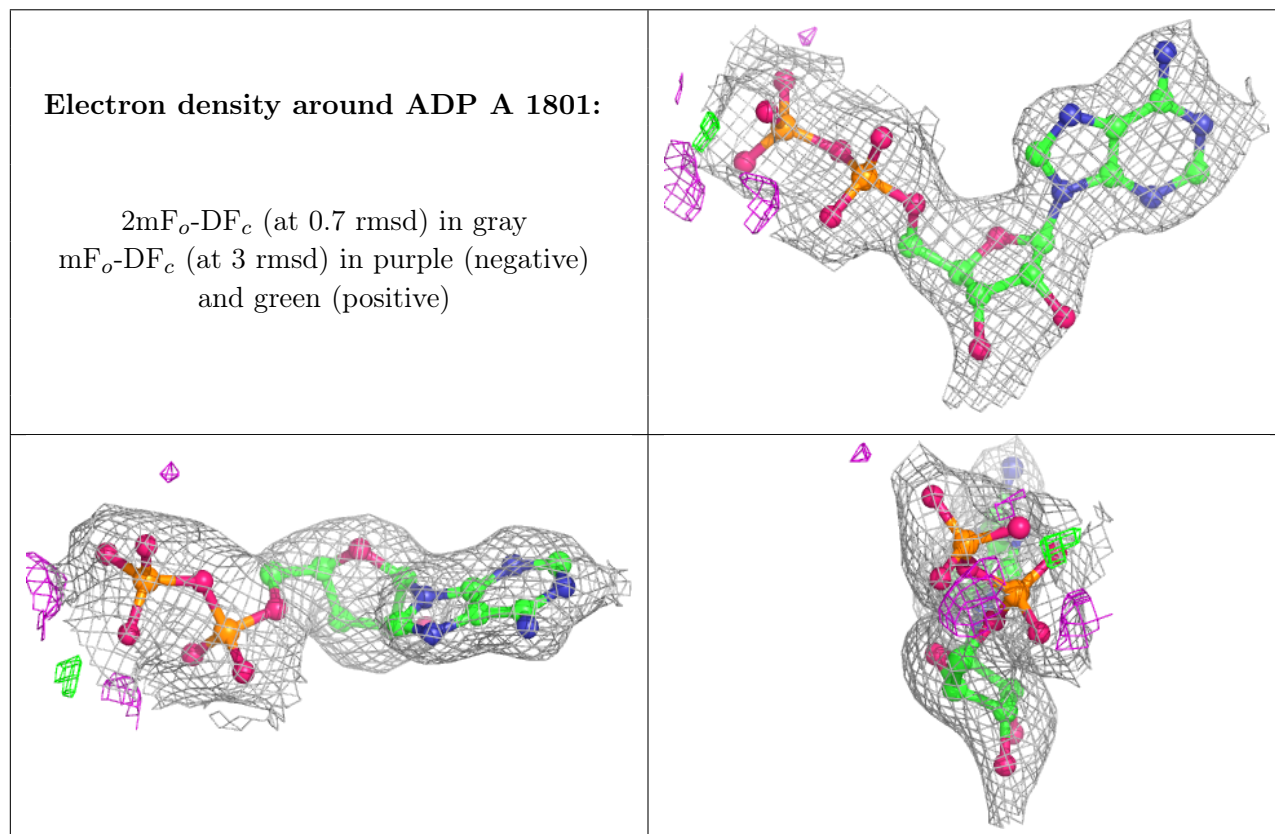 Electron density around ADP A 1801:
2mFo-DFc (at 0.7 rmsd) in gray
mFo-DFc (at 3 rmsd) in purple (negative)
and green (positive)